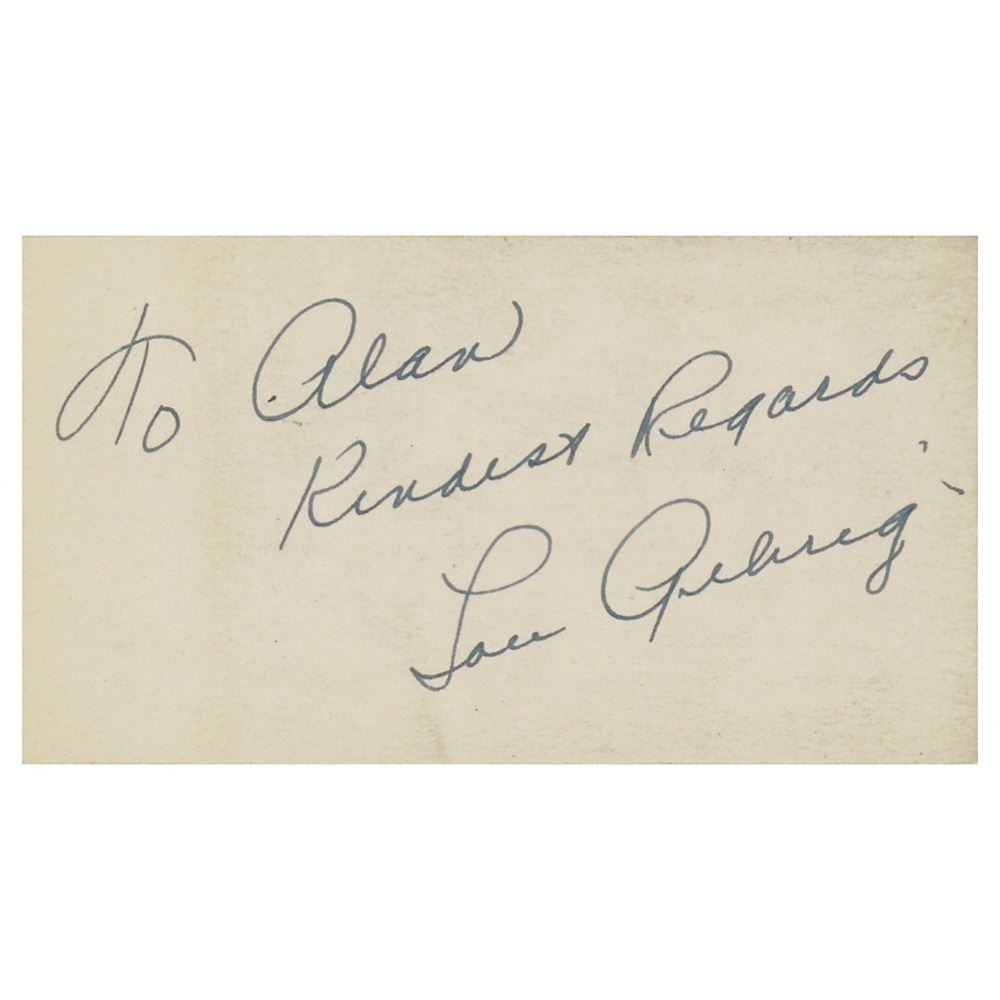 To Alan
Kindest Regards
Lou Gehrig